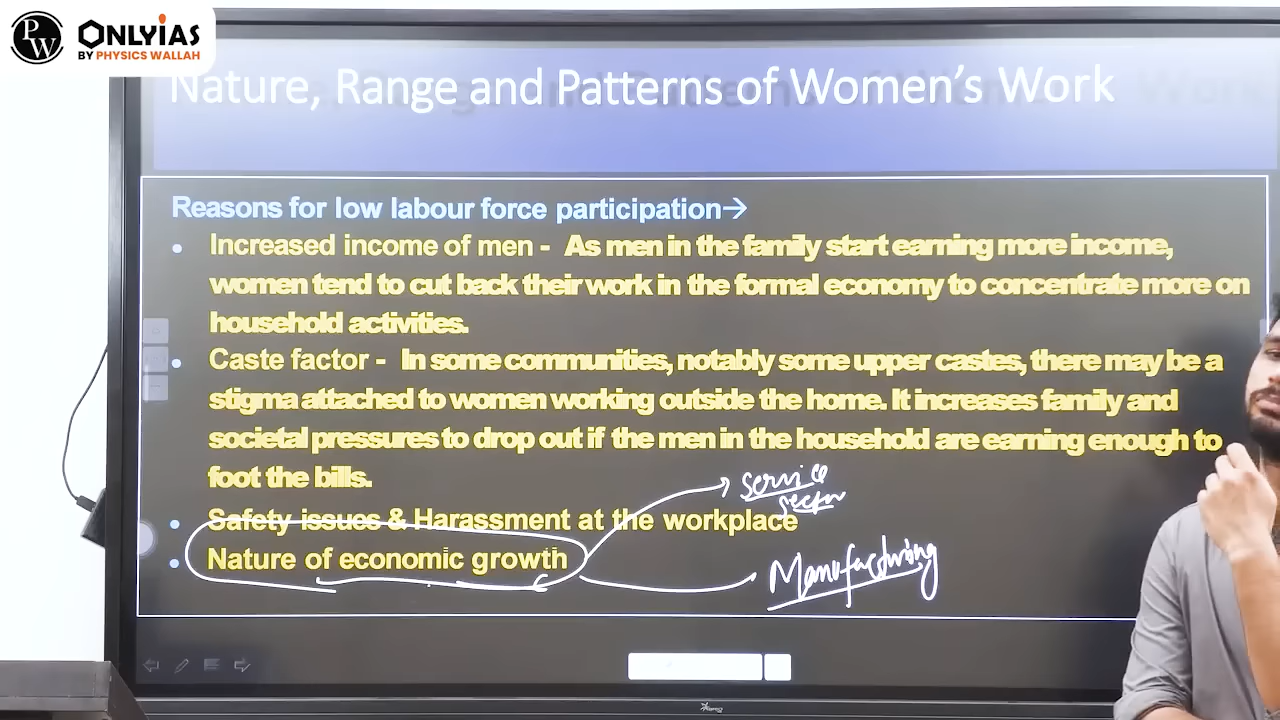 PW
ONLYIAS
BY PHYSICS WALLAH
Nature, Range and Patterns of Women's Work
Reasons for low labour force participation→
• Increased income of men - As men in the family start earning more income,
women tend to cut back their work in the formal economy to concentrate more on
household activities.
• Caste factor - In some communities, notably some upper castes, there may be a
stigma attached to women working outside the home. It increases family and
societal pressures to drop out if the men in the household are earning enough to
foot the bills.
service
sector
• Safety issues & Harassment at the workplace
• Nature of economic growth
Manufacturing